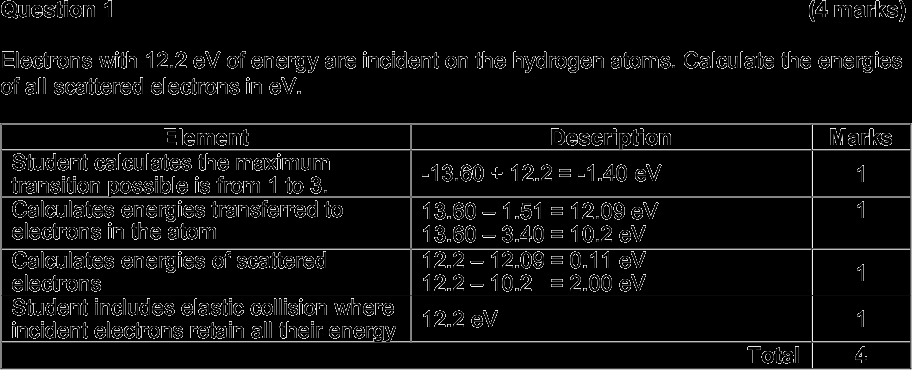 Question 1 (4 marks)
Electrons with 12.2 eV of energy are incident on the hydrogen atoms. Calculate the energies
of all scattered electrons in eV.
Element Description Marks
Student calculates the maximum
transition possible is from 1 to 3.
-13.60 + 12.2 = -1.40 eV
1
Calculates energies transferred to
electrons in the atom
13.60 – 1.51 = 12.09 eV
13.60 – 3.40 = 10.2 eV
1
Calculates energies of scattered
electrons
12.2 – 12.09 = 0.11 eV
12.2 – 10.2 = 2.00 eV
1
Student includes elastic collision where
incident electrons retain all their energy
12.2 eV
1
Total 4